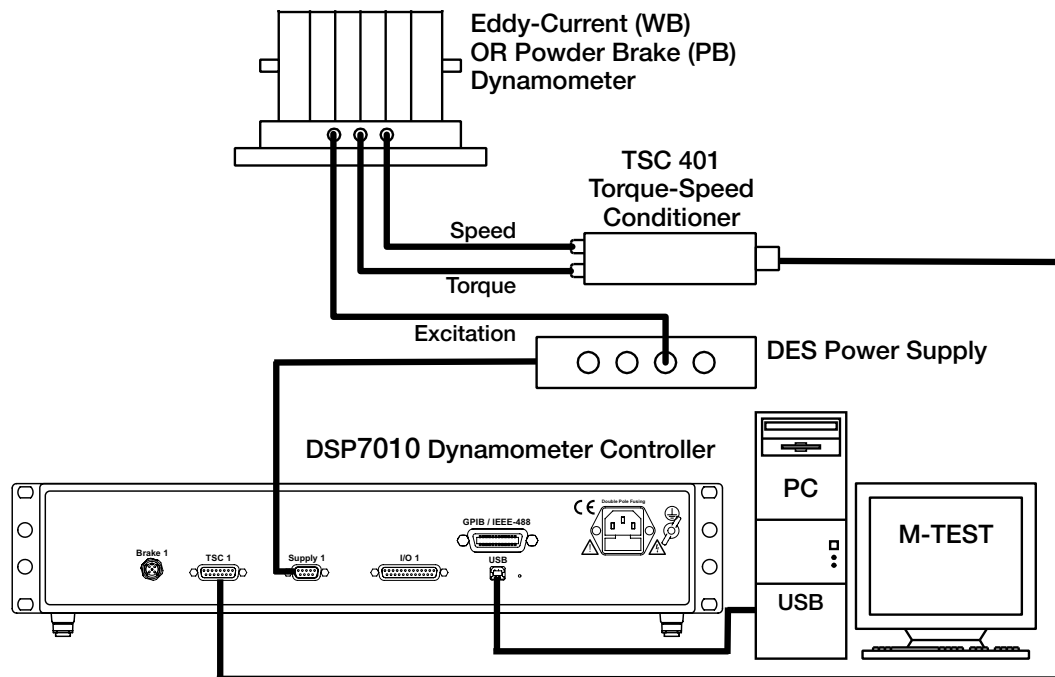 Eddy-Current (WB)
OR Powder Brake (PB)
Dynamometer
TSC 401
Torque-Speed
Conditioner
Speed
Torque
Excitation
DES Power Supply
DSP7010 Dynamometer Controller
PC
M-TEST
USB
Brake 1
TSC 1
Supply 1
I/O 1
GPIB / IEEE-488
USB
CE
Double Pole Fusing